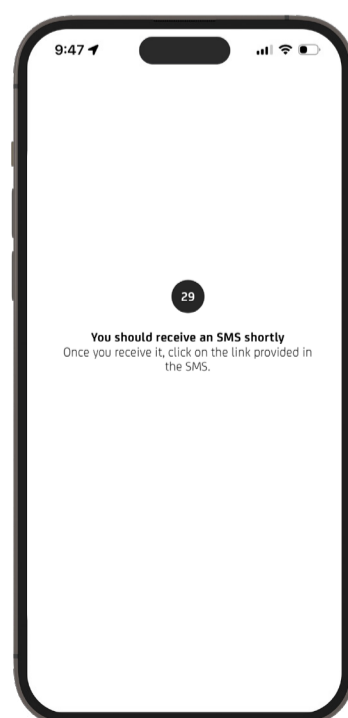 9:47
29
You should receive an SMS shortly
Once you receive it, click on the link provided in
the SMS.